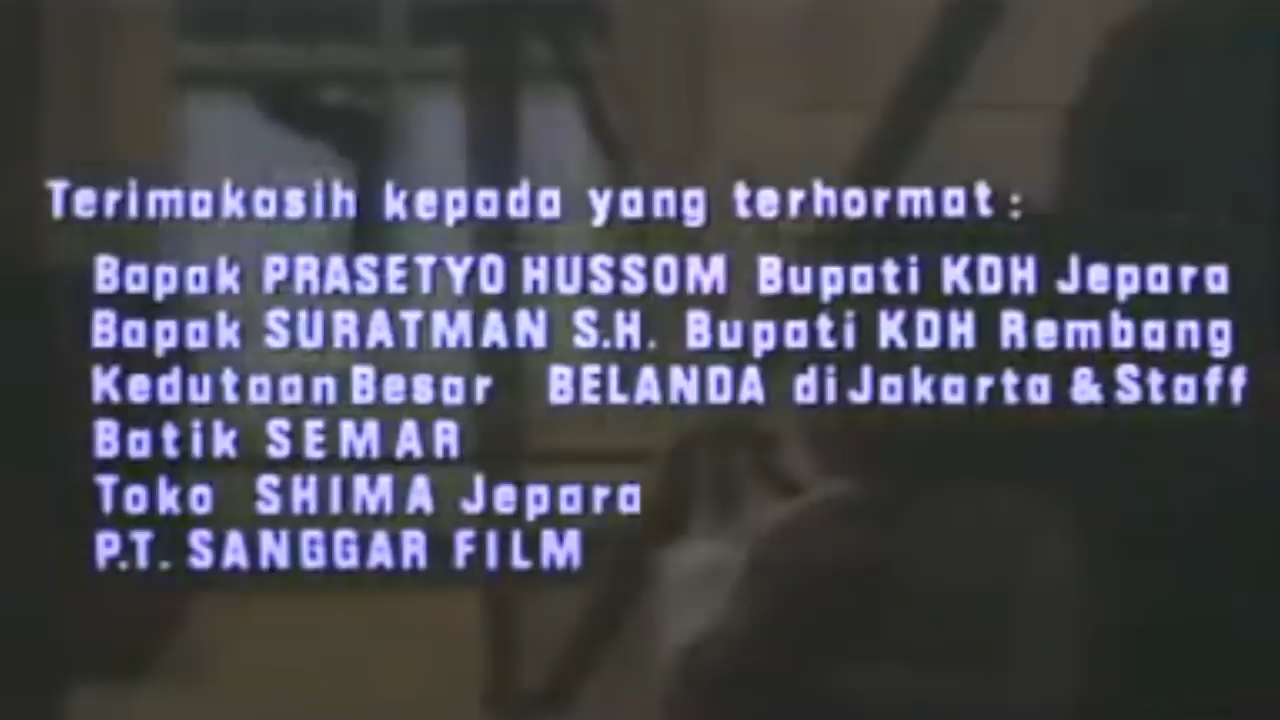 Terimakasih kepada yang terhormat:
Bapak PRASETYO HUSSOM Bupati KDH Jepara
Bapak SURATMAN S.H. Bupati KDH Rembang
Kedutaan Besar BELANDA di Jakarta & Staff
Batik SEMAR
Toko SHIMA Jepara
P.T. SANGGAR FILM